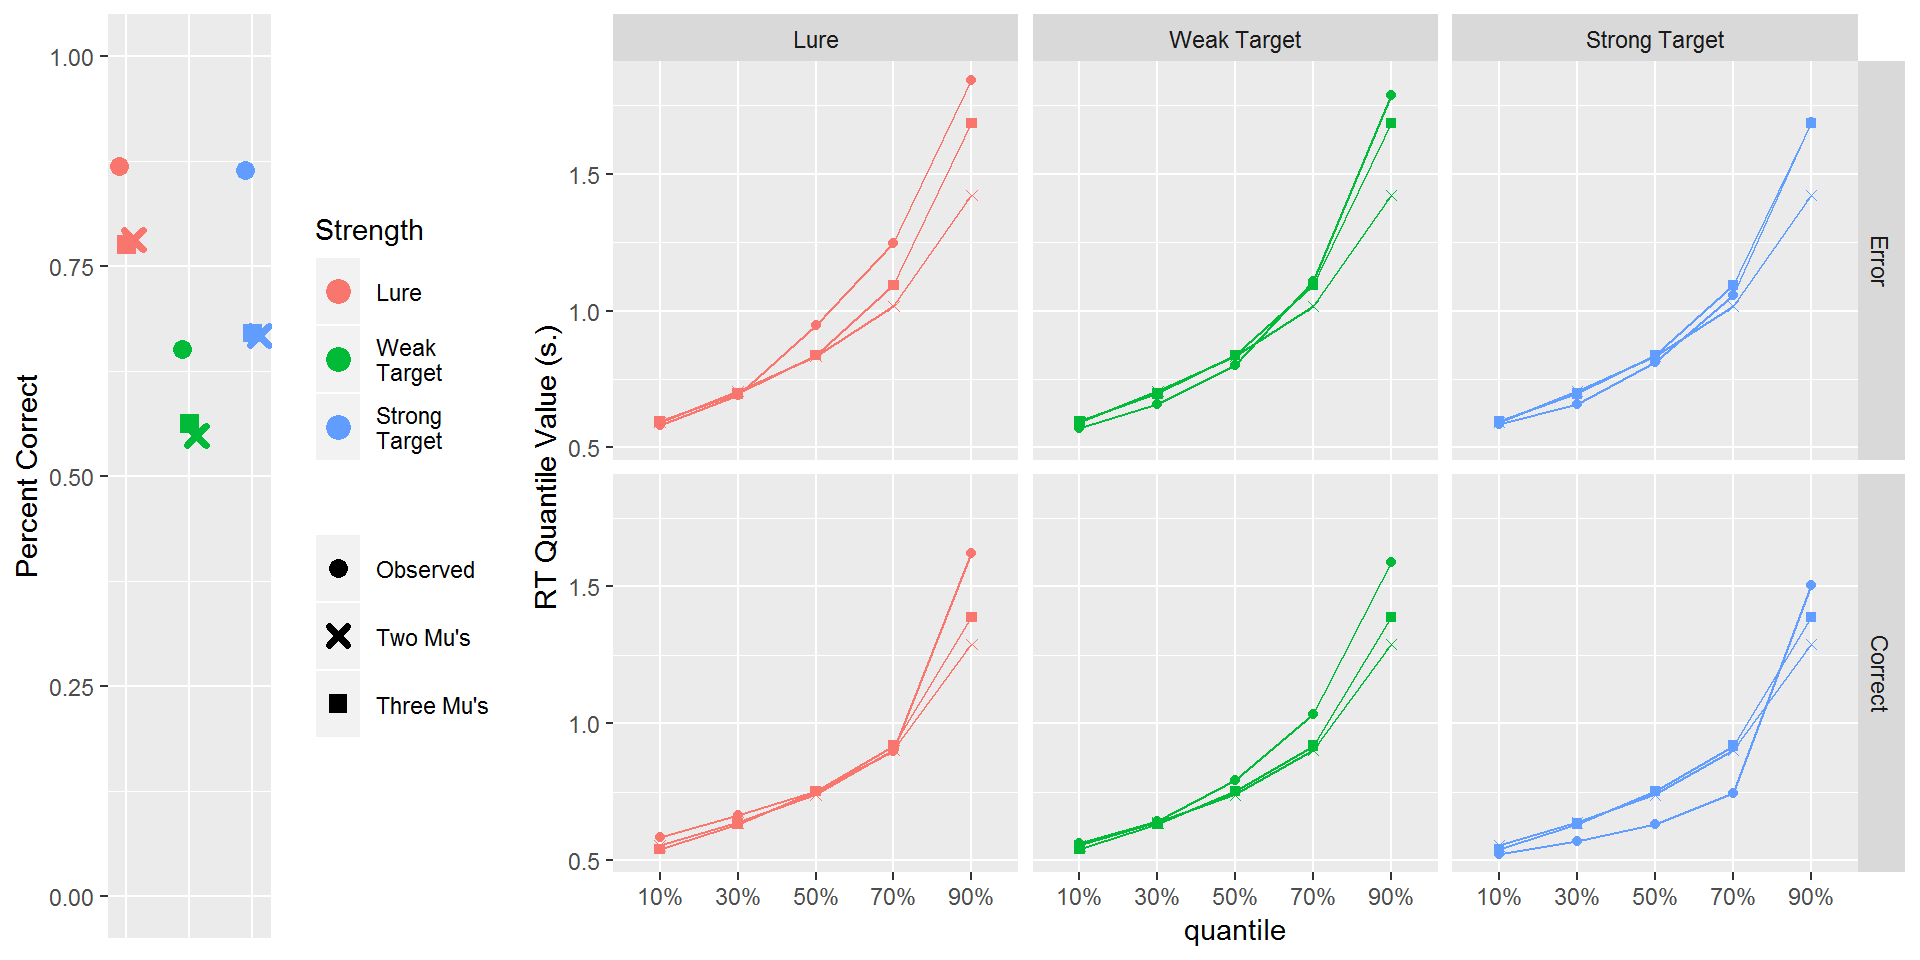 Percent Correct
1.00
0.75
0.50
0.25
0.00
Strength
Lure
Weak
Target
Strong
Target
Observed
Two Mu's
Three Mu's
RT Quantile Value (s.)
Lure
Weak Target
Strong Target
1.5
1.0
0.5
Error
1.5
1.0
0.5
Correct
10% 30% 50% 70% 90%
10% 30% 50% 70% 90%
10% 30% 50% 70% 90%
quantile